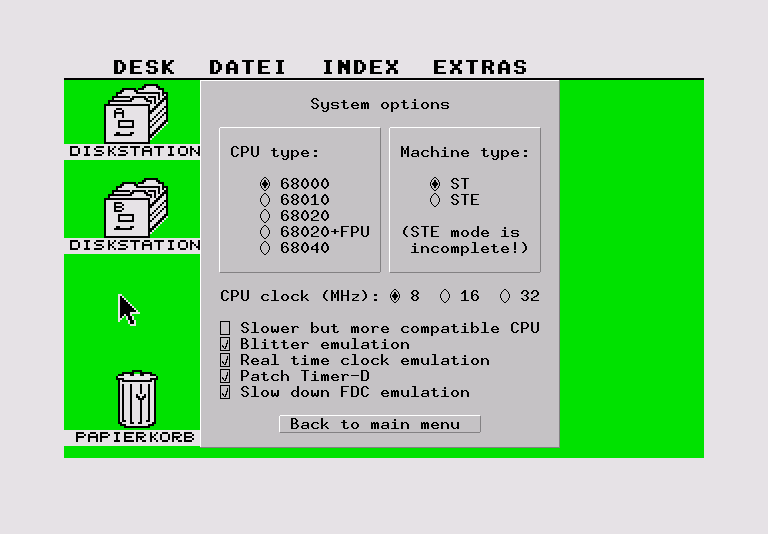 DESK DATEI INDEX EXTRAS
System options
A
DISKSTATION
B
DISKSTATION
PAPIERKORB
CPU type:
68000
68010
68020
68020+FPU
68040
Machine type:
ST
STE
(STE mode is
incomplete!)
CPU clock (MHz): 8 16 32
Slower but more compatible CPU
Blitter emulation
Real time clock emulation
Patch Timer-D
Slow down FDC emulation
Back to main menu